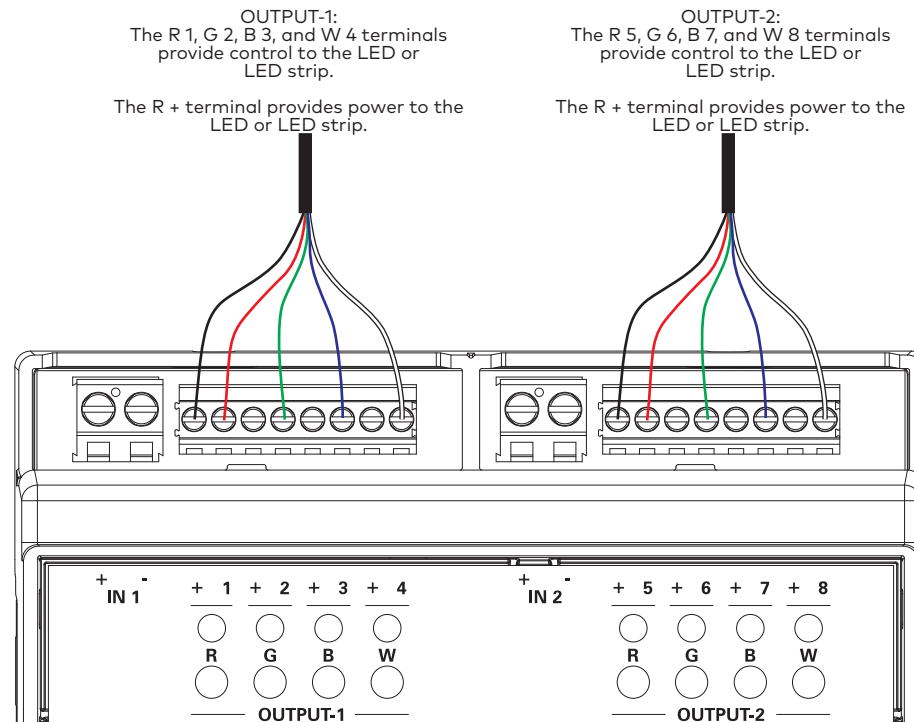 OUTPUT-1:
The R 1, G 2, B 3, and W 4 terminals
provide control to the LED or
LED strip.
The R + terminal provides power to the
LED or LED strip.
OUTPUT-2:
The R 5, G 6, B 7, and W 8 terminals
provide control to the LED or
LED strip.
The R + terminal provides power to the
LED or LED strip.
+ -
IN 1
+ 1 + 2 + 3 + 4
R G B W
OUTPUT-1
+ -
IN 2
+ 5 + 6 + 7 + 8
R G B W
OUTPUT-2